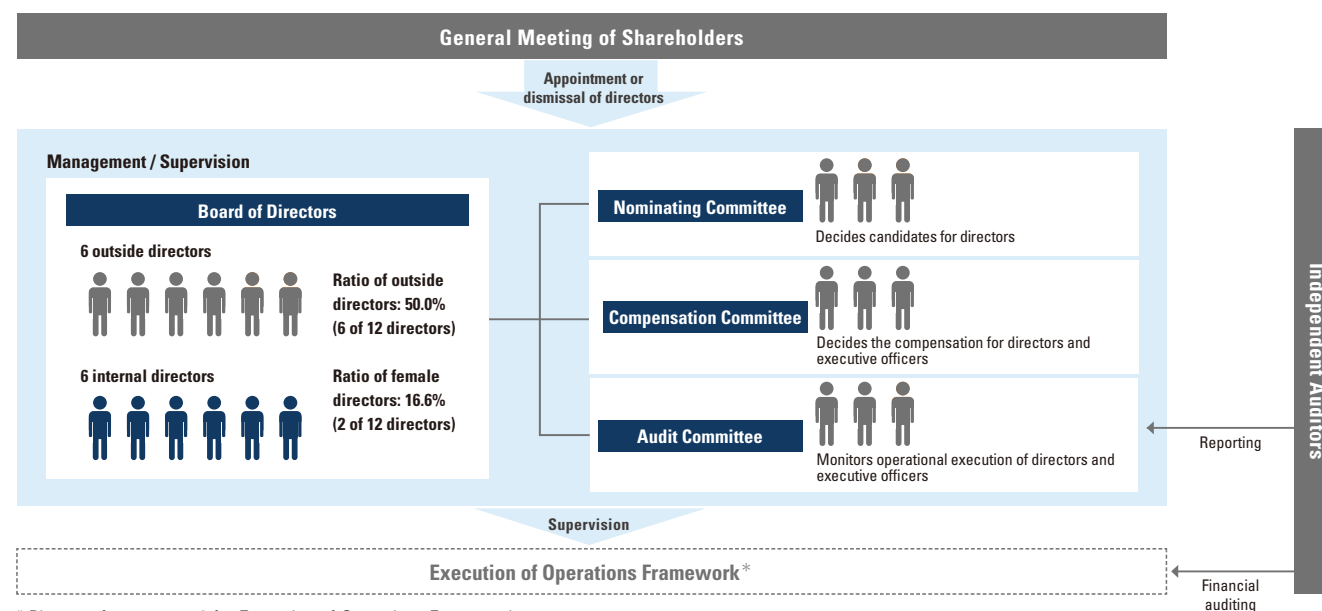 General Meeting of Shareholders
Appointment or
dismissal of directors
Management / Supervision
Board of Directors
6 outside directors
Ratio of outside
directors: 50.0%
(6 of 12 directors)
6 internal directors
Ratio of female
directors: 16.6%
(2 of 12 directors)
Nominating Committee
Decides candidates for directors
Compensation Committee
Decides the compensation for directors and
executive officers
Audit Committee
Monitors operational execution of directors and
executive officers
Independent Auditors
Reporting
Supervision
Execution of Operations Framework*
Financial
auditing